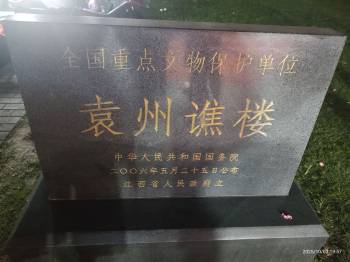 全国重点文物保护单位
袁州谯楼
中华人民共和国国务院
二〇〇六年五月二十五日公布
江西省人民政府立